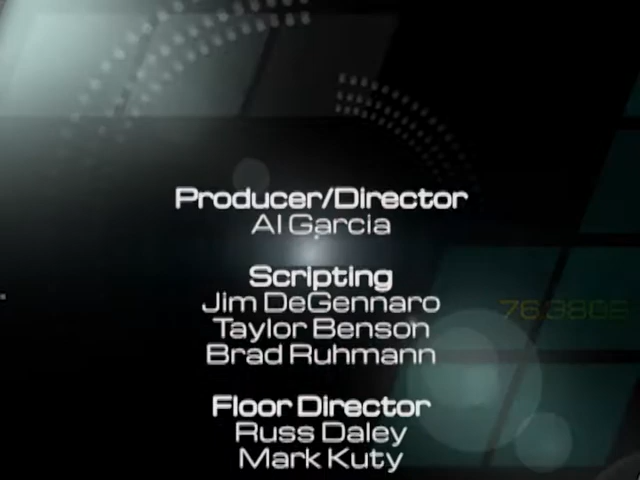 Producer/Director
Al Garcia
Scripting
Jim DeGennaro
Taylor Benson
Brad Ruhmann
Floor Director
Russ Daley
Mark Kuty